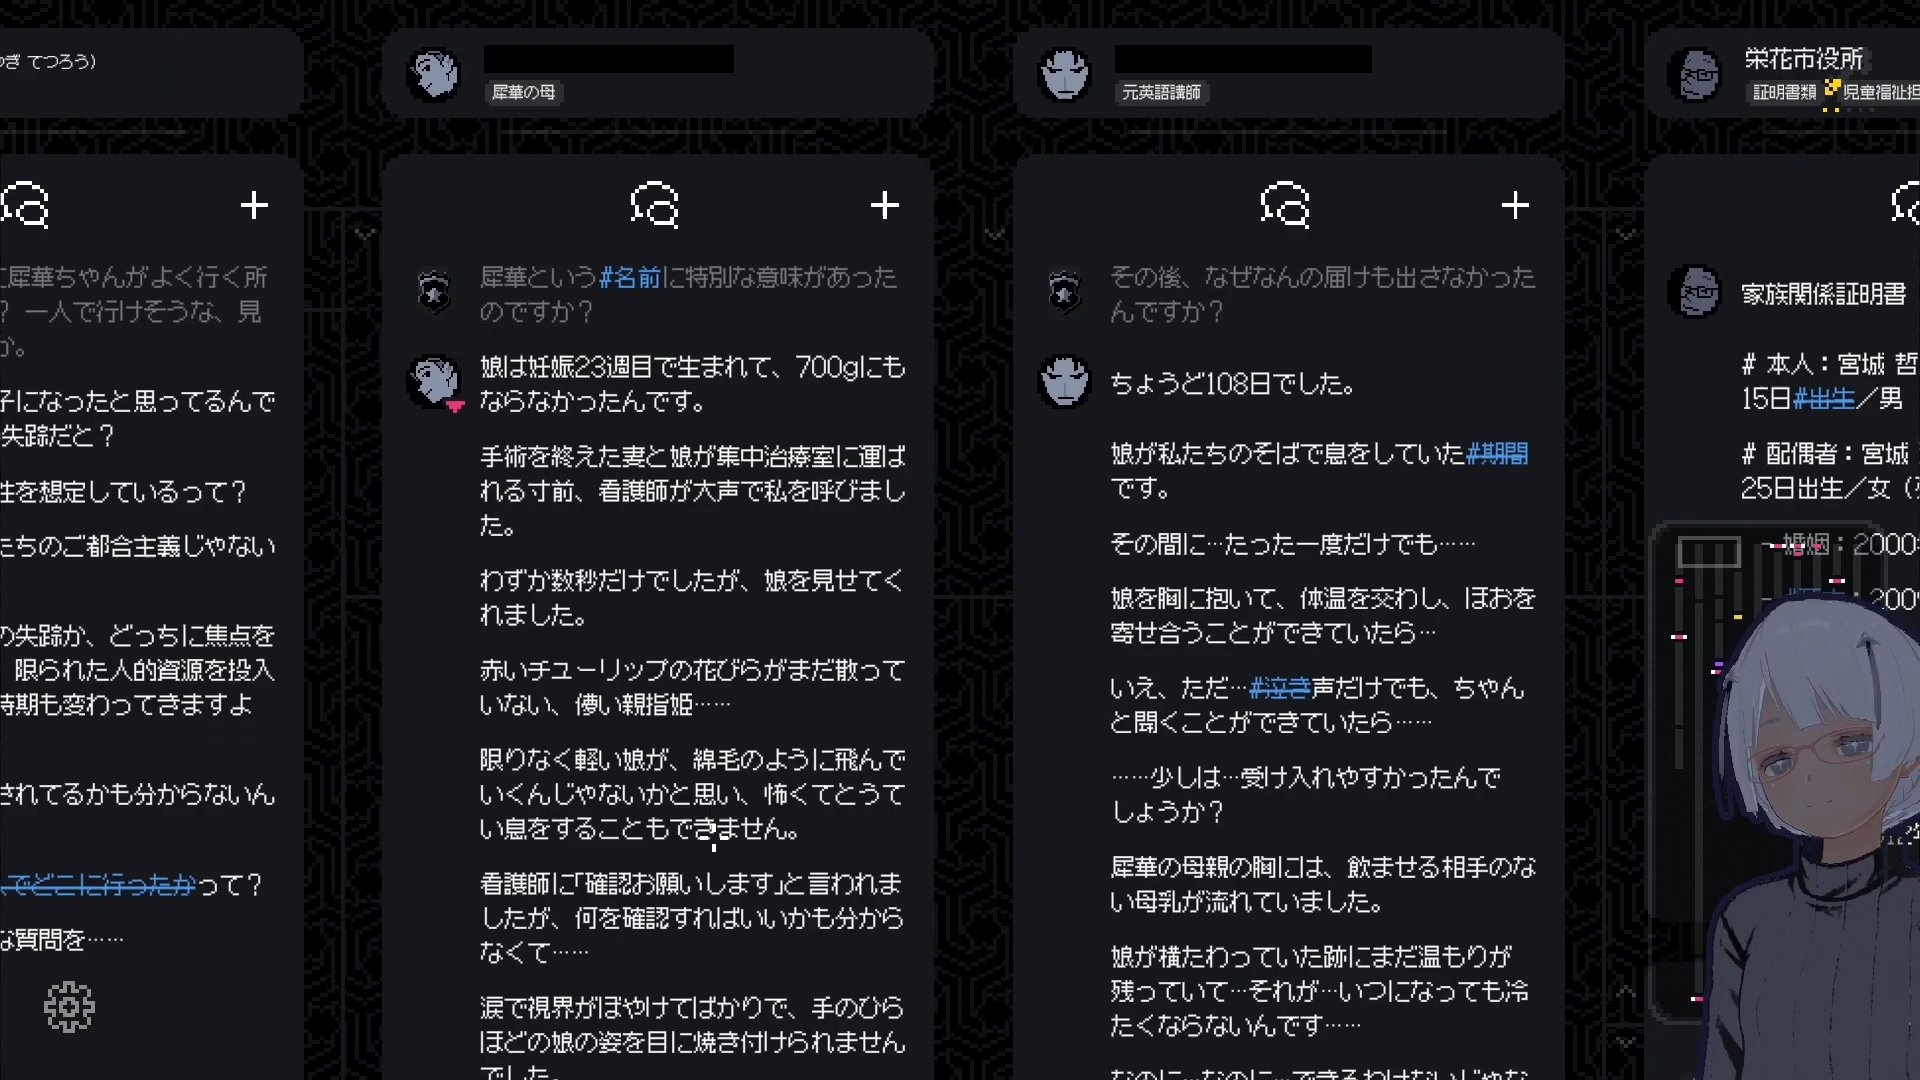 ぎ てつろう）
に犀華ちゃんがよく行く所
？ 一人で行けそうな、見
か。
子になったと思ってるんで
失踪だと？
性を想定しているって？
たちのご都合主義じゃない
の失踪か、どっちに焦点を
限られた人的資源を投入
時期も変わってきますよ
されてるかも分からないん
でどこに行ったかって？
な質問を……
犀華の母
犀華という#名前に特別な意味があった
のですか？
娘は妊娠23週目で生まれて、700gにも
ならなかったんです。
手術を終えた妻と娘が集中治療室に運ば
れる寸前、看護師が大声で私を呼びまし
た。
わずか数秒だけでしたが、娘を見せてく
れました。
赤いチューリップの花びらがまだ散って
いない、儚い親指姫……
限りなく軽い娘が、綿毛のように飛んで
いくんじゃないかと思い、怖くてとうて
い息をすることもできません。
看護師に「確認お願いします」と言われま
したが、何を確認すればいいかも分から
なくて……
涙で視界がぼやけてばかりで、手のひら
ほどの娘の姿を目に焼き付けられません
でした。
元英語講師
その後、なぜなんの届けも出さなかった
んですか？
ちょうど108日でした。
娘が私たちのそばで息をしていた#期間
です。
その間に…たった一度だけでも……
娘を胸に抱いて、体温を交わし、ほおを
寄せ合うことができていたら…
いえ、ただ…#泣き声だけでも、ちゃん
と聞くことができていたら……
……少しは…受け入れやすかったんで
しょうか？
犀華の母親の胸には、飲ませる相手のな
い母乳が流れていました。
娘が横たわっていた跡にまだ温もりが
残っていて…それが…いつになっても冷
たくならないんです……
なのに…なのに…できるわけないじゃな
栄花市役所
証明書類
児童福祉担
家族関係証明書
# 本人：宮城 哲
15日#出生／男
# 配偶者：宮城
25日出生／女（
- 婚姻：2000
200